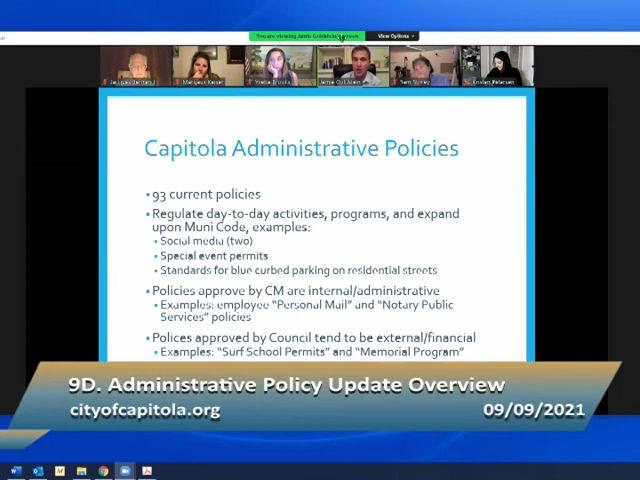 View Options
Capitola Administrative Policies
• 93 current policies
• Regulate day-to-day activities, programs, and expand
upon Muni Code, examples:
• Social media (two)
• Special event permits
• Standards for blue curbed parking on residential streets
• Policies approve by CM are internal/administrative
• Examples: employee "Personal Mail" and "Notary Public
Services" policies
• Polices approved by Council tend to be external/financial
• Examples: "Surf School Permits" and "Memorial Program"
9D. Administrative Policy Update Overview
cityofcapitola.org 09/09/2021